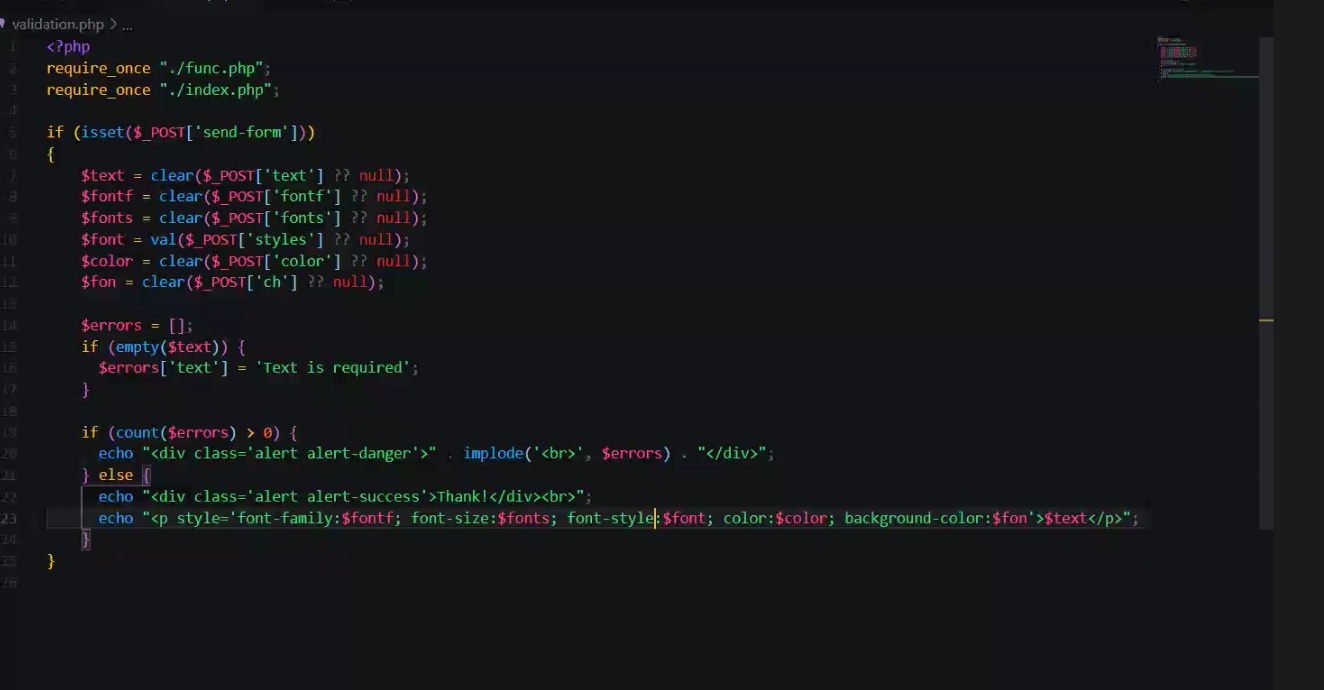 validation.php > ...
1 <?php
2 require_once "./func.php";
3 require_once "./index.php";
4
5 if (isset($_POST['send-form']))
6 {
7 $text = clear($_POST['text'] ?? null);
8 $fontf = clear($_POST['fontf'] ?? null);
9 $fonts = clear($_POST['fonts'] ?? null);
10 $font = val($_POST['styles'] ?? null);
11 $color = clear($_POST['color'] ?? null);
12 $fon = clear($_POST['ch'] ?? null);
13
14 $errors = [];
15 if (empty($text)) {
16 $errors['text'] = 'Text is required';
17 }
18
19 if (count($errors) > 0) {
20 echo "<div class='alert alert-danger'>" . implode('<br>', $errors) . "</div>";
21 } else {
22 echo "<div class='alert alert-success'>Thank!</div><br>";
23 echo "<p style='font-family:$fontf; font-size:$fonts; font-style:$font; color:$color; background-color:$fon'>$text</p>";
24 }
25 }
26